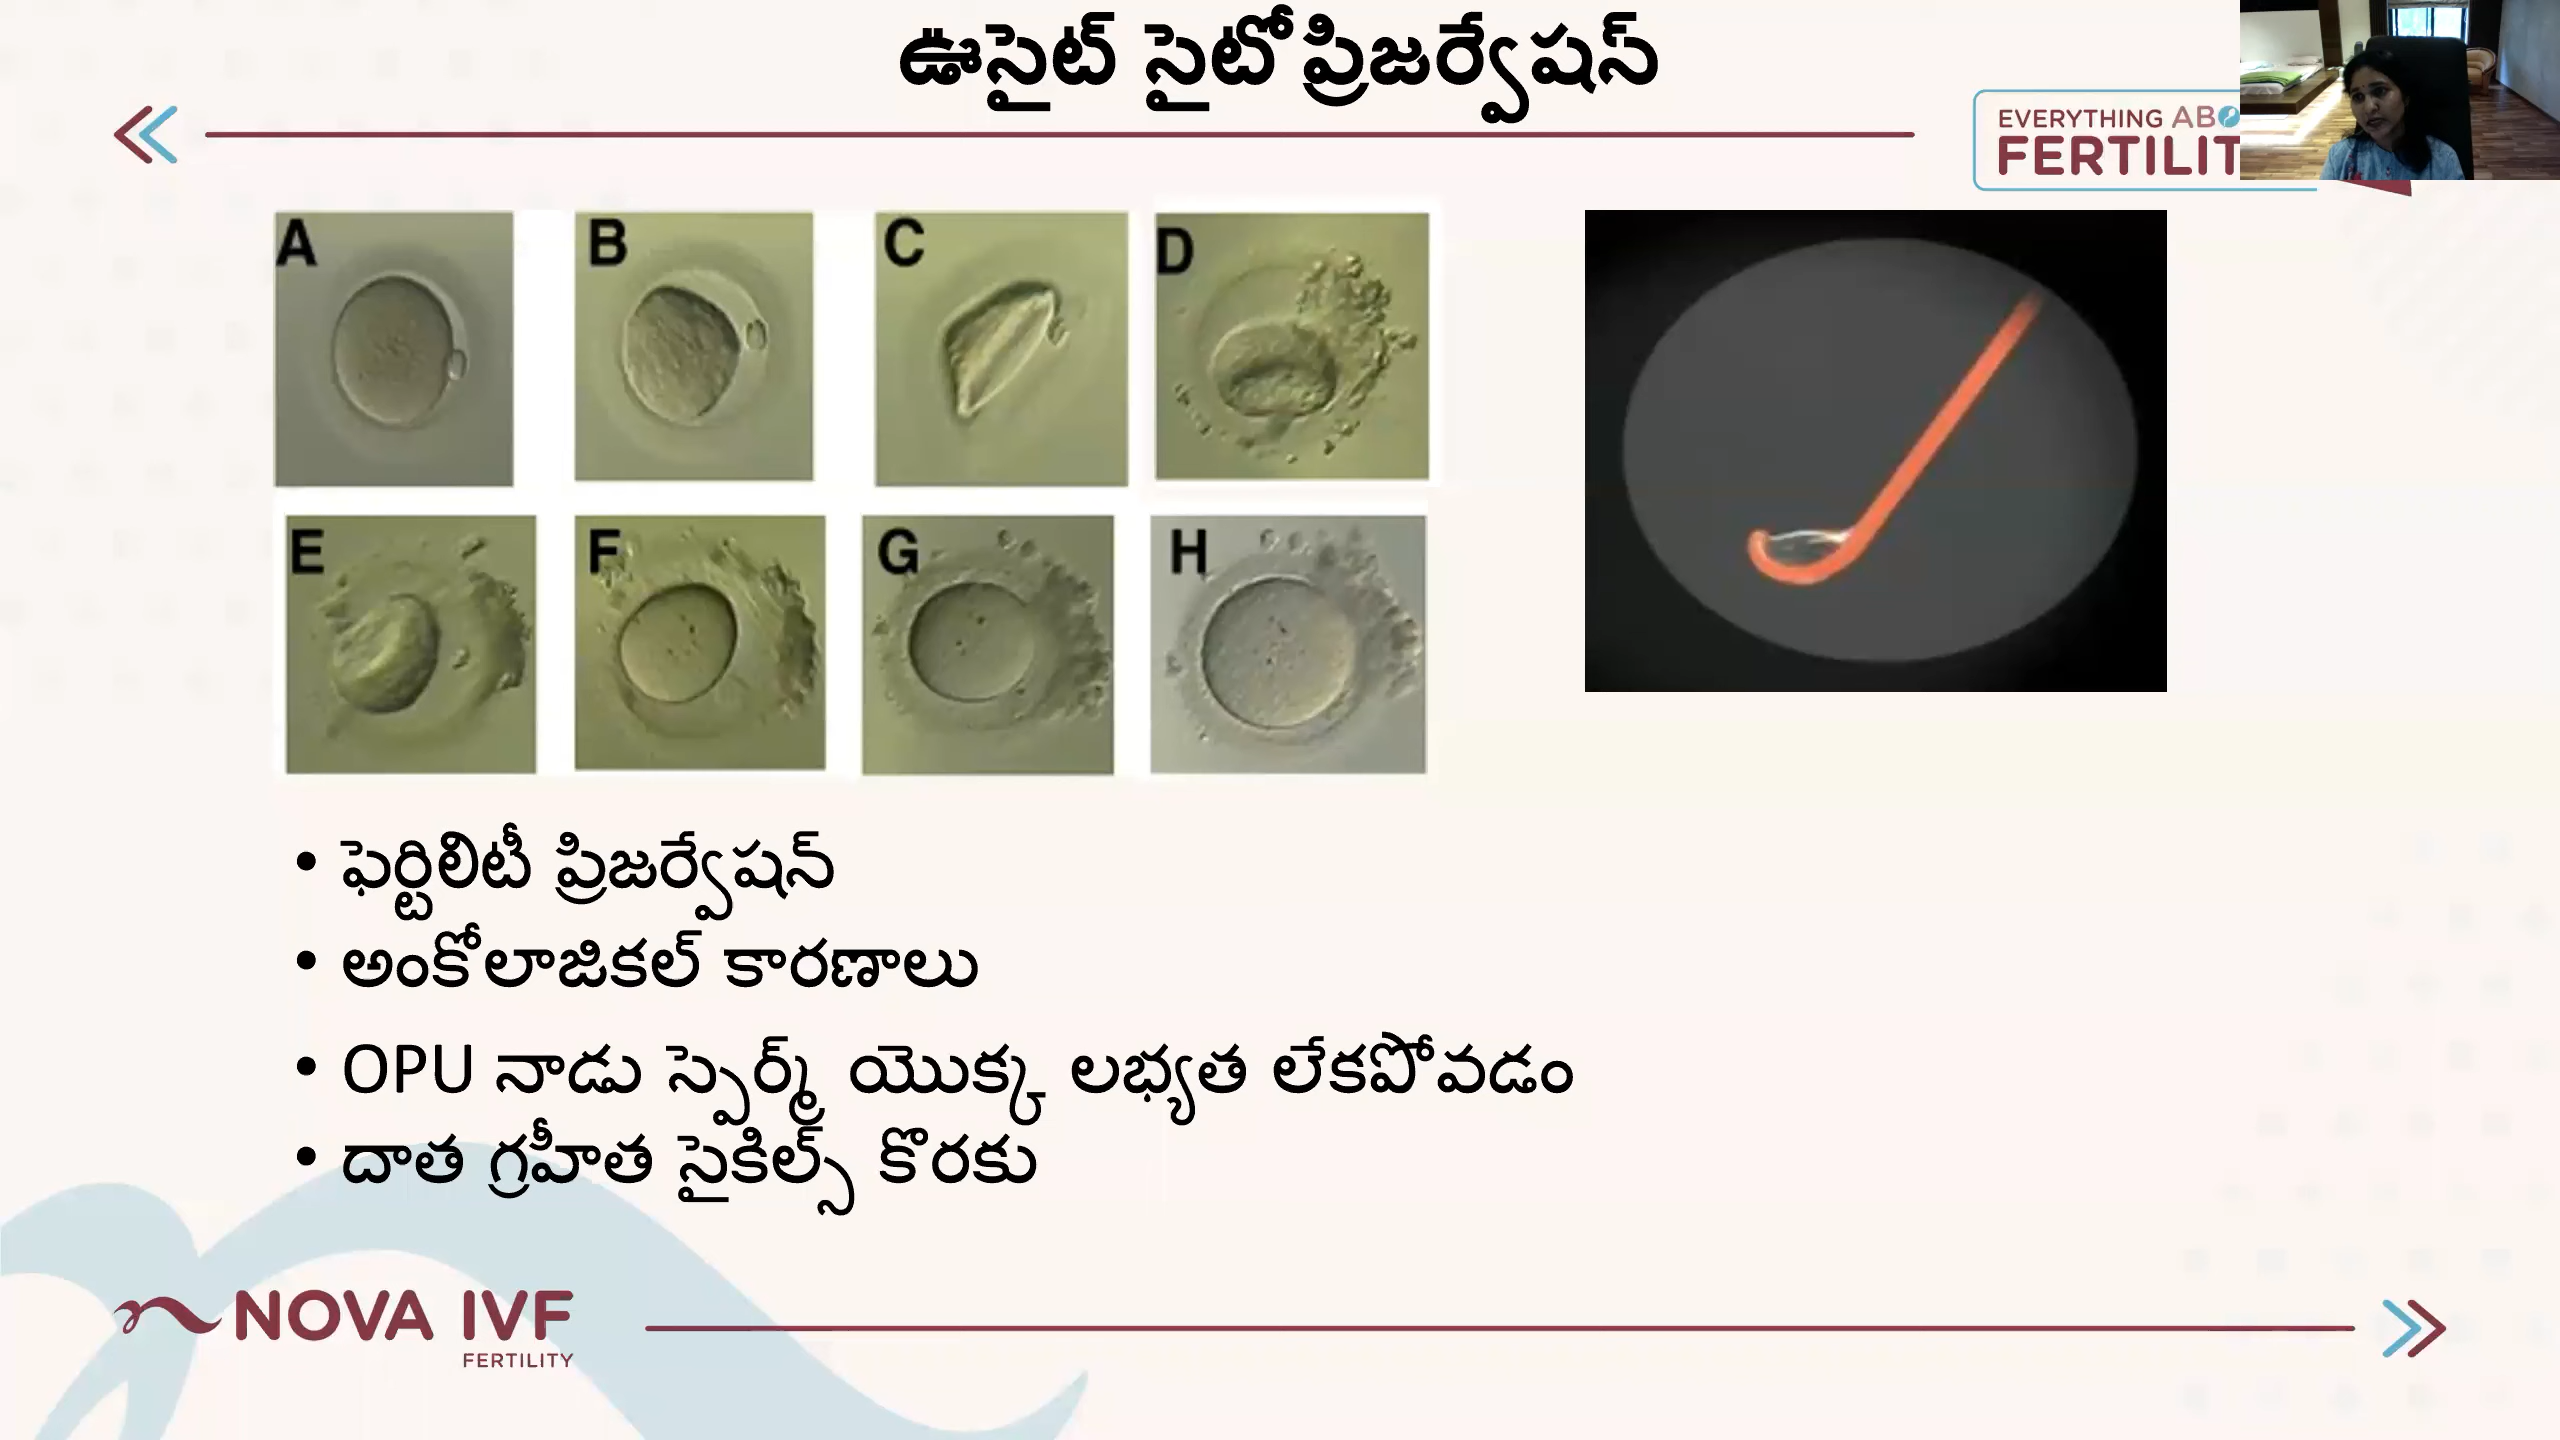 ఊసైట్ సైటోప్రిజర్వేషన్
EVERYTHING
FERTILIT
A
B
C
D
E
F
G
H
• ఫెర్టిలిటీ ప్రిజర్వేషన్
• అంకోలాజికల్ కారణాలు
• OPU నాడు స్పెర్మ్ యొక్క లభ్యత లేకపోవడం
• దాత గ్రహీత సైకిల్స్ కొరకు
NOVA IVF
FERTILITY